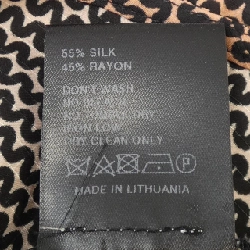 55% SILK
45% RAYON
DON'T WASH
NO BLEACH
NO TUMBLE DRY
IRON LOW
DRY CLEAN ONLY
P
MADE IN LITHUANIA